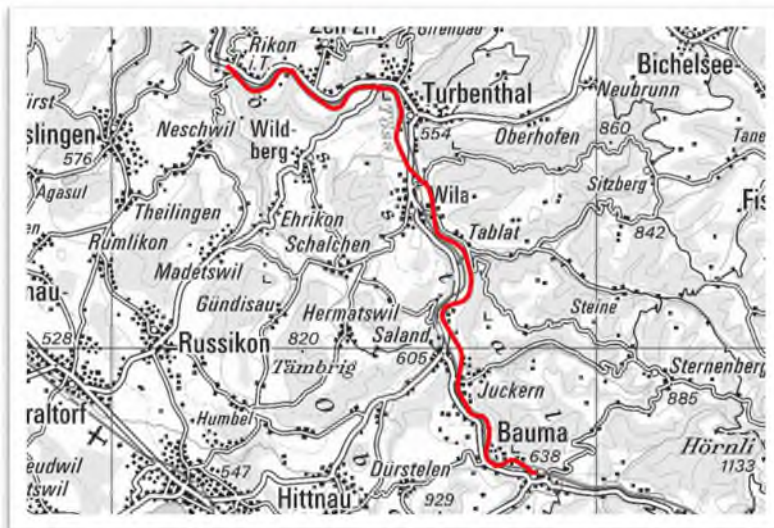 Rikon
i.T.
Bichelsee-
Turbenthal
Neubrunn
slingen
Neschwil
Wild-
berg
554
Oberhofen
860
576
Agasul
Theilingen
Wila
Sitzberg
Ehrikon
Schalchen
Tablat
842
Rumlikon
Madetswil
nau-
Gündisau
Hermatswil
Steine
528
Russikon
820
Saland
605
Tämbrig
Sternenberg
Juckern
885
raltorf
Humbel
Bauma
638
Hörnli
1133
547
Dürstelen
Hittnau
929